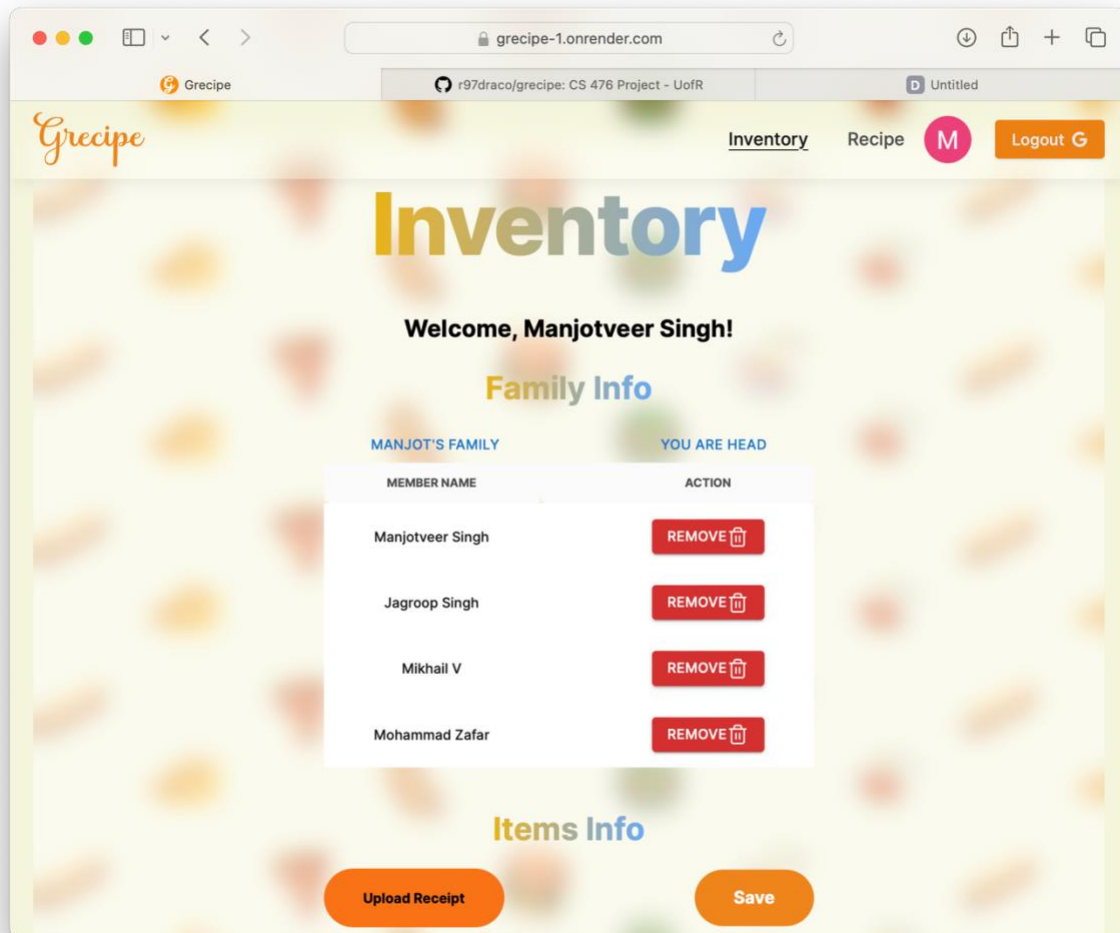 grecipe-1.onrender.com
Grecipe
r97draco/grecipe: CS 476 Project - UofR
D Untitled
Grecipe
Inventory
Recipe
M
Logout G
Inventory
Welcome, Manjotveer Singh!
Family Info
MANJOT'S FAMILY
YOU ARE HEAD
MEMBER NAME
ACTION
Manjotveer Singh
REMOVE
Jagroop Singh
REMOVE
Mikhail V
REMOVE
Mohammad Zafar
REMOVE
Items Info
Upload Receipt
Save